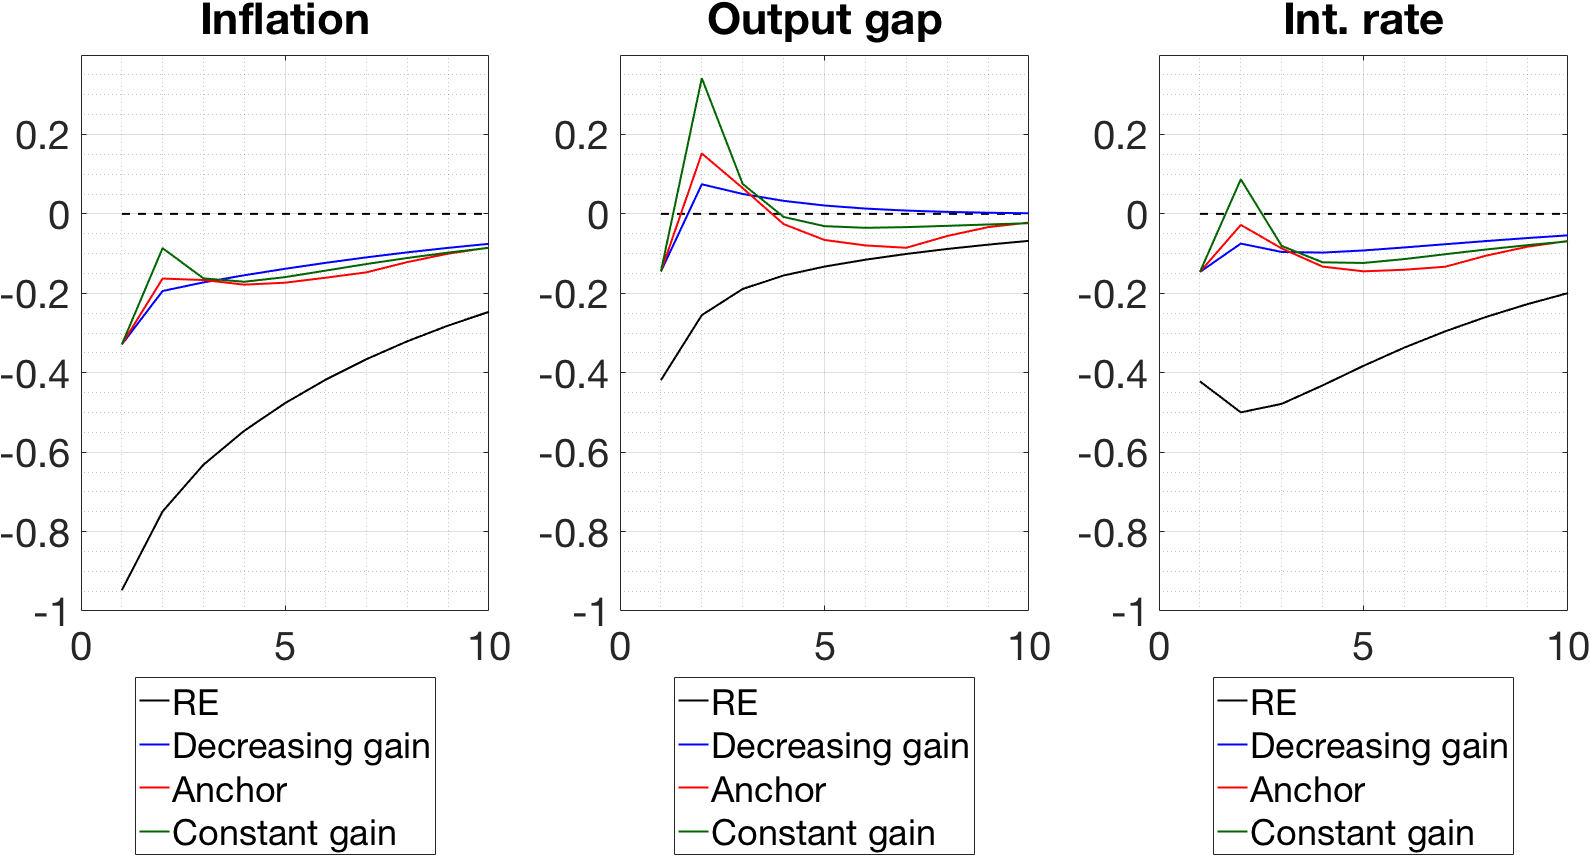 Inflation
0.2
0
-0.2
-0.4
-0.6
-0.8
-1
0 5 10
RE
Decreasing gain
Anchor
Constant gain
Output gap
0.2
0
-0.2
-0.4
-0.6
-0.8
-1
0 5 10
RE
Decreasing gain
Anchor
Constant gain
Int. rate
0.2
0
-0.2
-0.4
-0.6
-0.8
-1
0 5 10
RE
Decreasing gain
Anchor
Constant gain